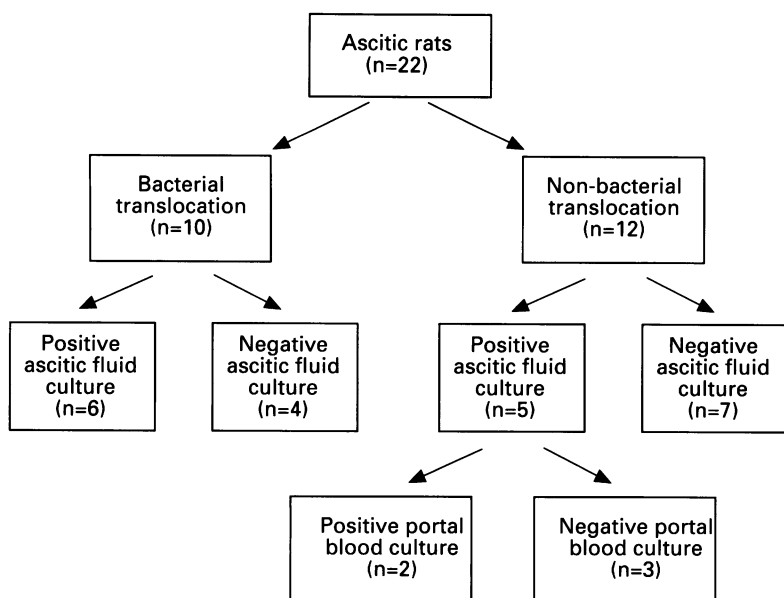 Ascitic rats
(n=22)
Bacterial
translocation
(n=10)
Non-bacterial
translocation
(n=12)
Positive
ascitic fluid
culture
(n=6)
Negative
ascitic fluid
culture
(n=4)
Positive
ascitic fluid
culture
(n=5)
Negative
ascitic fluid
culture
(n=7)
Positive portal
blood culture
(n=2)
Negative portal
blood culture
(n=3)